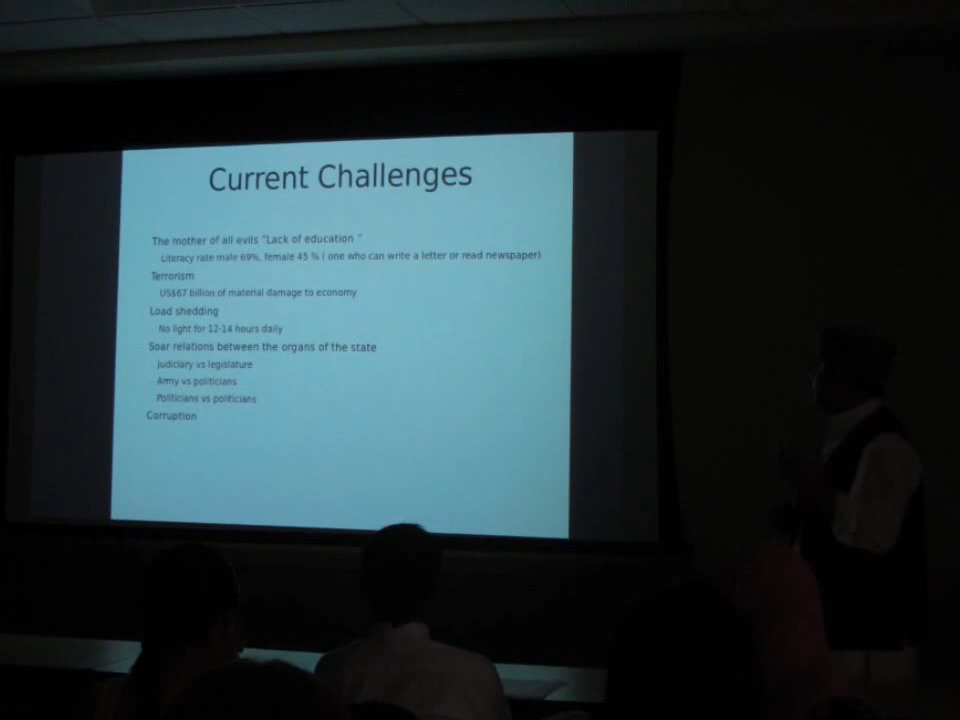 Current Challenges
The mother of all evils "Lack of education "
Literacy rate male 69%, female 45 % ( one who can write a letter or read newspaper)
Terrorism
US$67 billion of material damage to economy
Load shedding
No light for 12-14 hours daily
Soar relations between the organs of the state
Judiciary vs legislature
Army vs politicians
Politicians vs politicians
Corruption